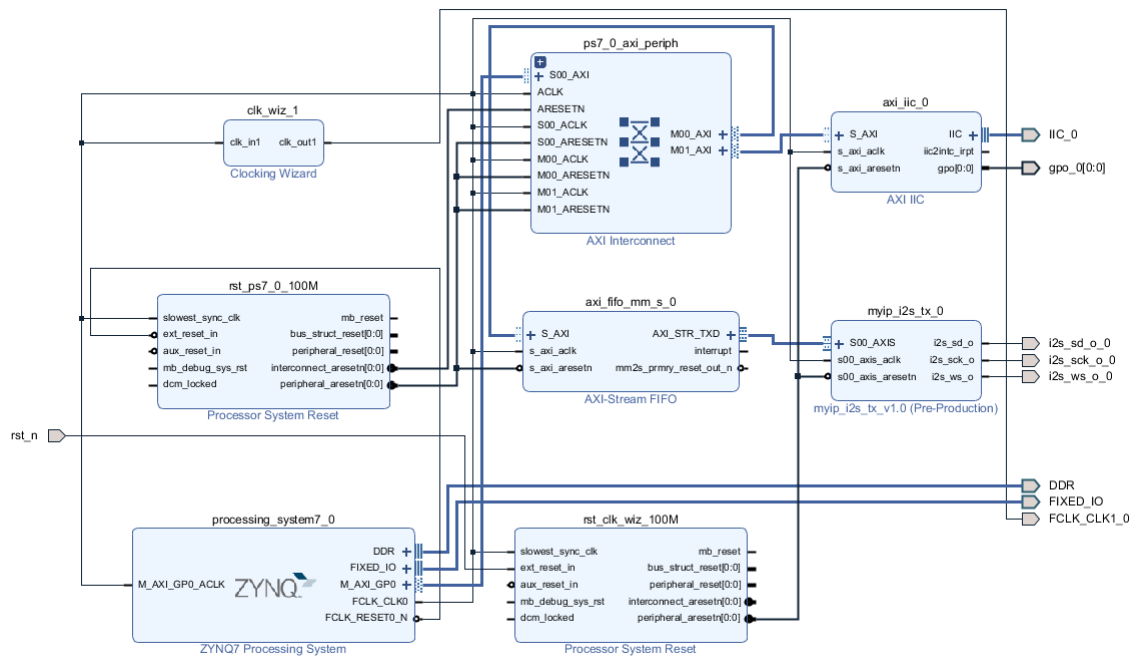 ps7_0_axi_periph
S00_AXI
ACLK
ARESETN
S00_ACLK
S00_ARESETN
M00_ACLK
M00_ARESETN
M01_ACLK
M01_ARESETN
M00_AXI
M01_AXI
AXI Interconnect
clk_wiz_1
clk_in1
clk_out1
Clocking Wizard
axi_iic_0
S_AXI
s_axi_aclk
s_axi_aresetn
IIC
iic2intc_irpt
gpo[0:0]
AXI IIC
IIC_0
gpo_0[0:0]
rst_ps7_0_100M
slowest_sync_clk
ext_reset_in
aux_reset_in
mb_debug_sys_rst
dcm_locked
mb_reset
bus_struct_reset[0:0]
peripheral_reset[0:0]
interconnect_aresetn[0:0]
peripheral_aresetn[0:0]
Processor System Reset
axi_fifo_mm_s_0
S_AXI
s_axi_aclk
s_axi_aresetn
AXI_STR_TXD
interrupt
mm2s_prmry_reset_out_n
AXI-Stream FIFO
myip_i2s_tx_0
S00_AXIS
s00_axis_aclk
s00_axis_aresetn
i2s_sd_o
i2s_sck_o
i2s_ws_o
myip_i2s_tx_v1.0 (Pre-Production)
i2s_sd_o_0
i2s_sck_o_0
i2s_ws_o_0
rst_n
DDR
FIXED_IO
FCLK_CLK1_0
processing_system7_0
M_AXI_GP0_ACLK
ZYNQ
DDR
FIXED_IO
M_AXI_GP0
FCLK_CLK0
FCLK_RESET0_N
ZYNQ7 Processing System
rst_clk_wiz_100M
slowest_sync_clk
ext_reset_in
aux_reset_in
mb_debug_sys_rst
dcm_locked
mb_reset
bus_struct_reset[0:0]
peripheral_reset[0:0]
interconnect_aresetn[0:0]
peripheral_aresetn[0:0]
Processor System Reset